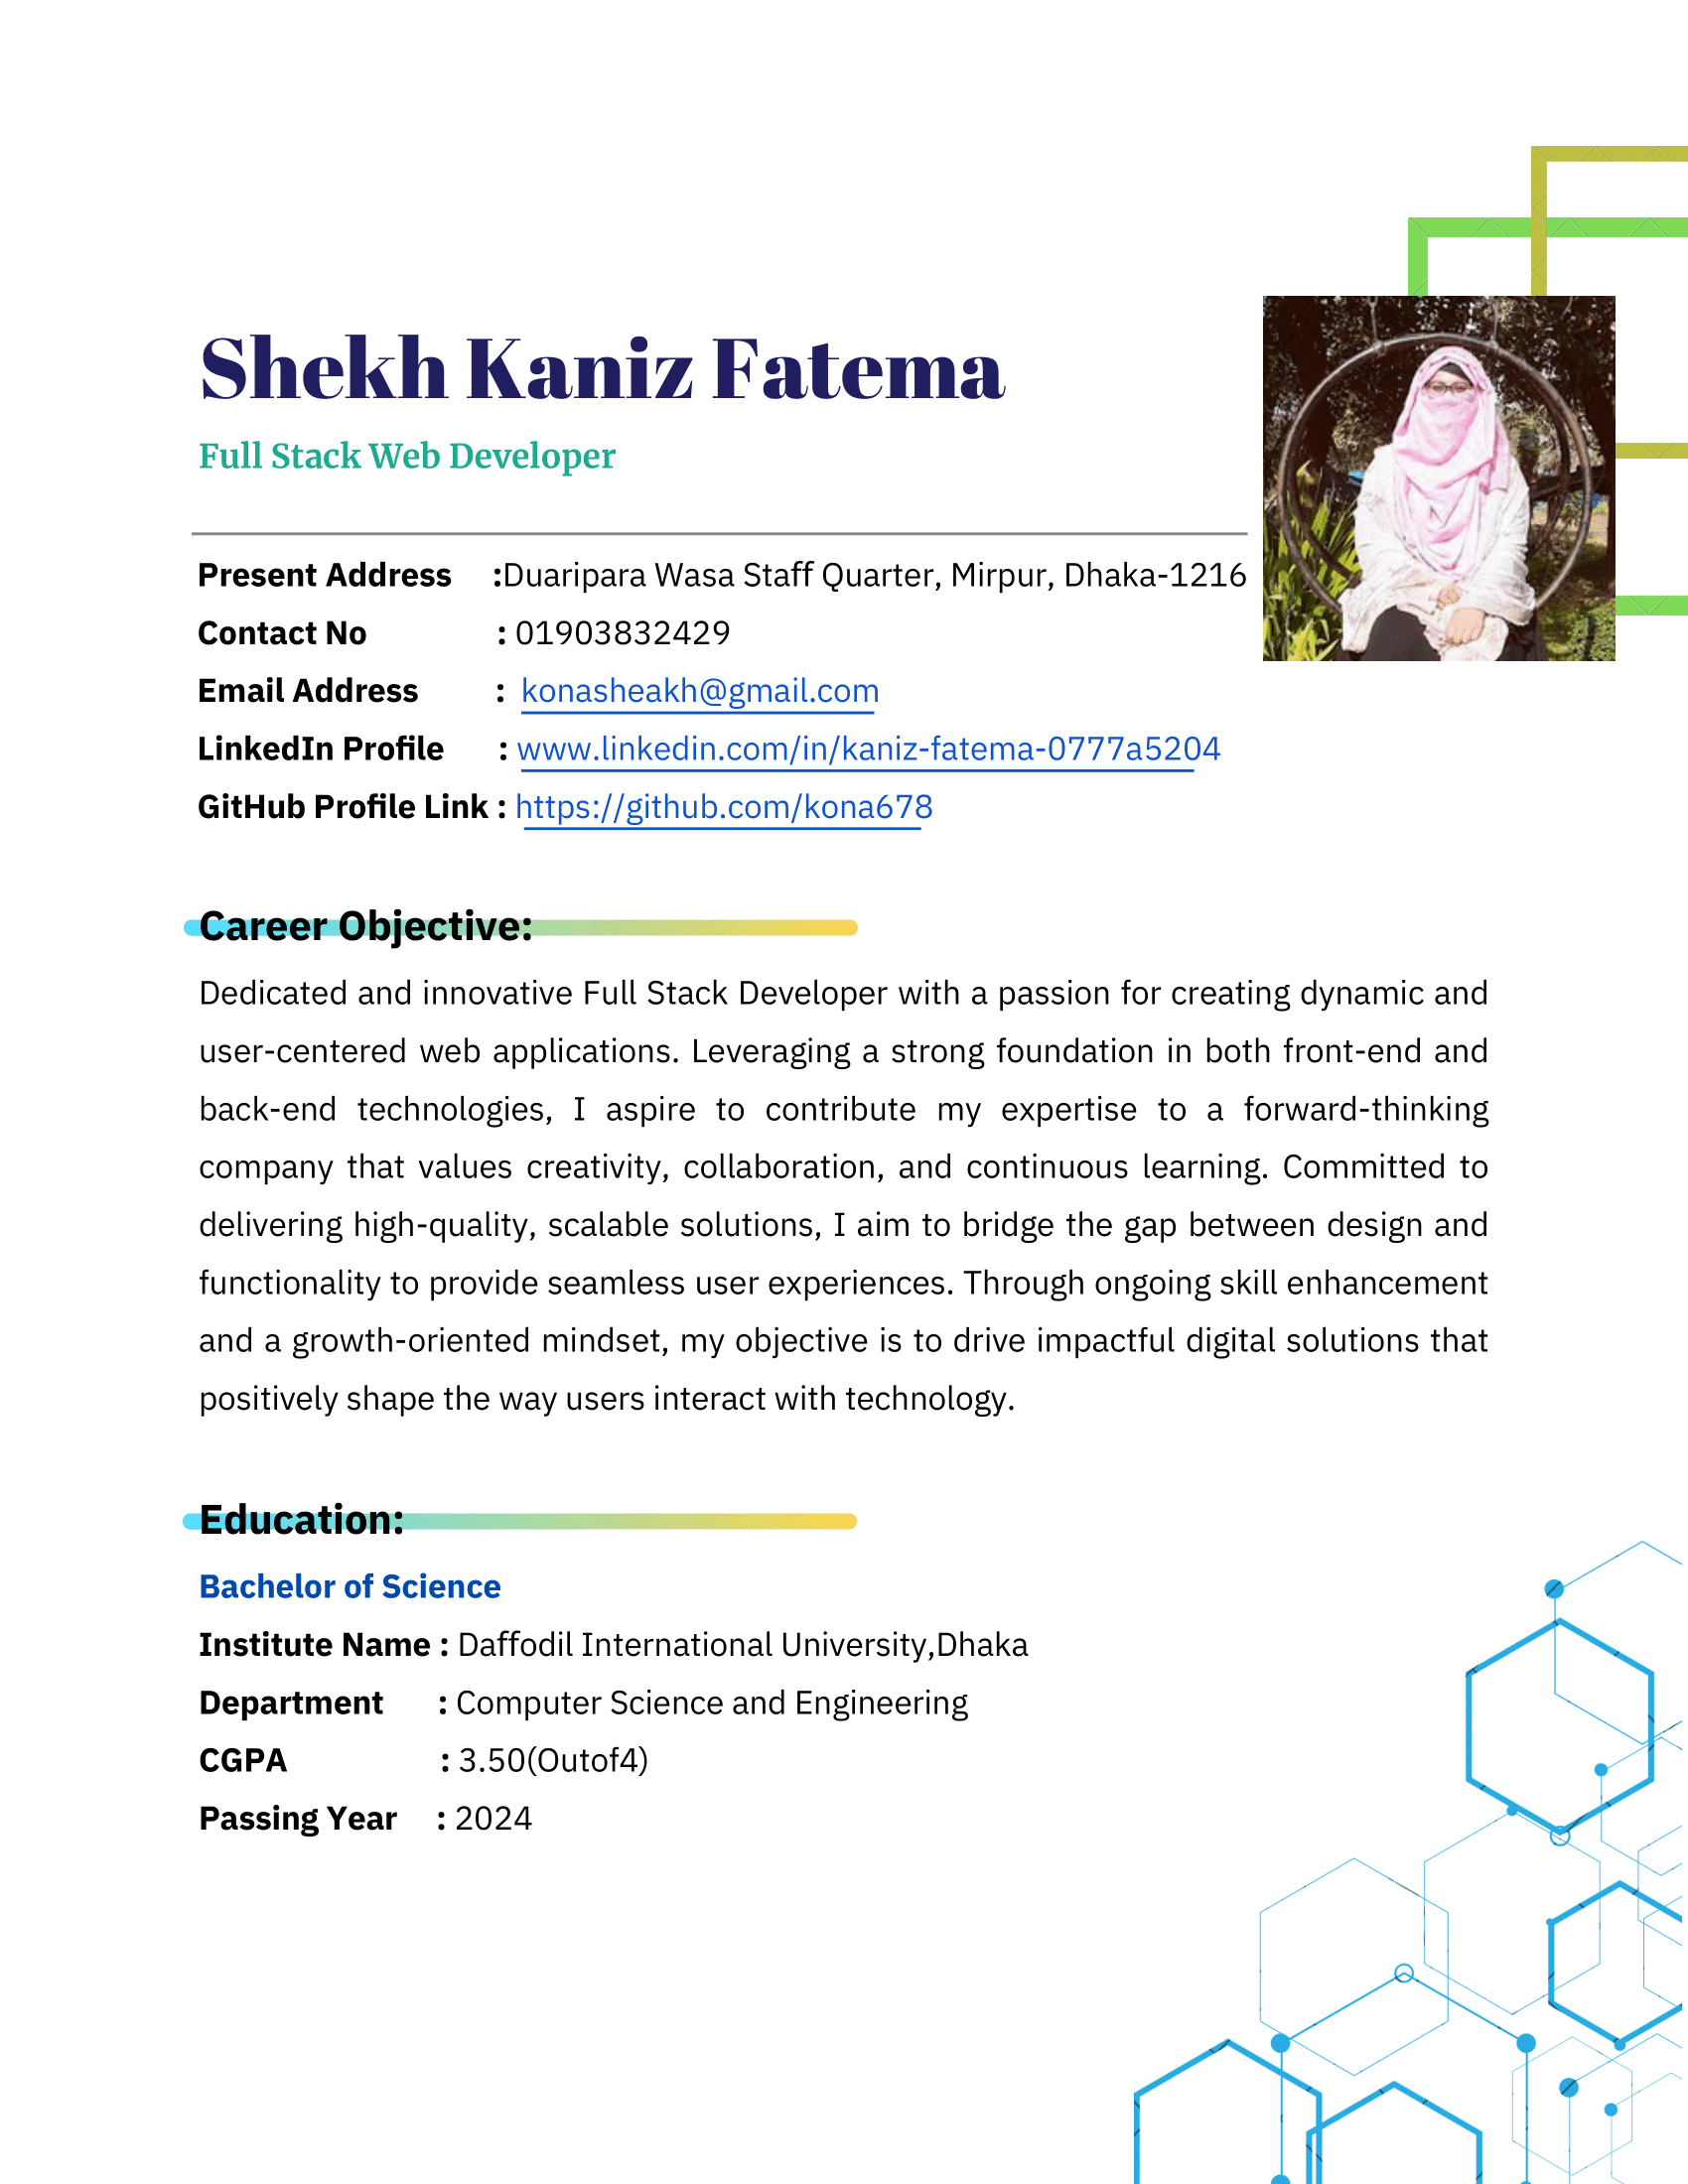 Shekh Kaniz Fatema
Full Stack Web Developer
Present Address :Duaripara Wasa Staff Quarter, Mirpur, Dhaka-1216
Contact No : 01903832429
Email Address : konasheakh@gmail.com
LinkedIn Profile : www.linkedin.com/in/kaniz-fatema-0777a5204
GitHub Profile Link : https://github.com/kona678
Career Objective:
Dedicated and innovative Full Stack Developer with a passion for creating dynamic and
user-centered web applications. Leveraging a strong foundation in both front-end and
back-end technologies, I aspire to contribute my expertise to a forward-thinking
company that values creativity, collaboration, and continuous learning. Committed to
delivering high-quality, scalable solutions, I aim to bridge the gap between design and
functionality to provide seamless user experiences. Through ongoing skill enhancement
and a growth-oriented mindset, my objective is to drive impactful digital solutions that
positively shape the way users interact with technology.
Education:
Bachelor of Science
Institute Name : Daffodil International University,Dhaka
Department : Computer Science and Engineering
CGPA : 3.50(Outof4)
Passing Year : 2024